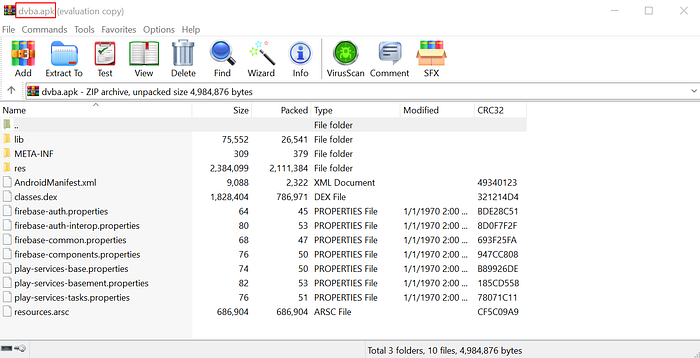 dvba.apk (evaluation copy)
File Commands Tools Favorites Options Help
Add Extract To Test View Delete Find Wizard Info VirusScan Comment SFX
dvba.apk - ZIP archive, unpacked size 4,984,876 bytes
Name Size Packed Type Modified CRC32
.. File folder
lib 75,552 26,541 File folder
META-INF 309 379 File folder
res 2,384,099 2,111,384 File folder
AndroidManifest.xml 9,088 2,322 XML Document 49340123
classes.dex 1,828,404 786,971 DEX File 321214D4
firebase-auth.properties 64 45 PROPERTIES File 1/1/1970 2:00 ... BDE28C51
firebase-auth-interop.properties 80 53 PROPERTIES File 1/1/1970 2:00 ... 8D0F7F2F
firebase-common.properties 68 47 PROPERTIES File 1/1/1970 2:00 ... 693F25FA
firebase-components.properties 76 50 PROPERTIES File 1/1/1970 2:00 ... 947CC808
play-services-base.properties 74 50 PROPERTIES File 1/1/1970 2:00 ... B89926DE
play-services-basement.properties 82 53 PROPERTIES File 1/1/1970 2:00 ... 185CD558
play-services-tasks.properties 76 51 PROPERTIES File 1/1/1970 2:00 ... 78071C11
resources.arsc 686,904 686,904 ARSC File CF5C09A9
Total 3 folders, 10 files, 4,984,876 bytes